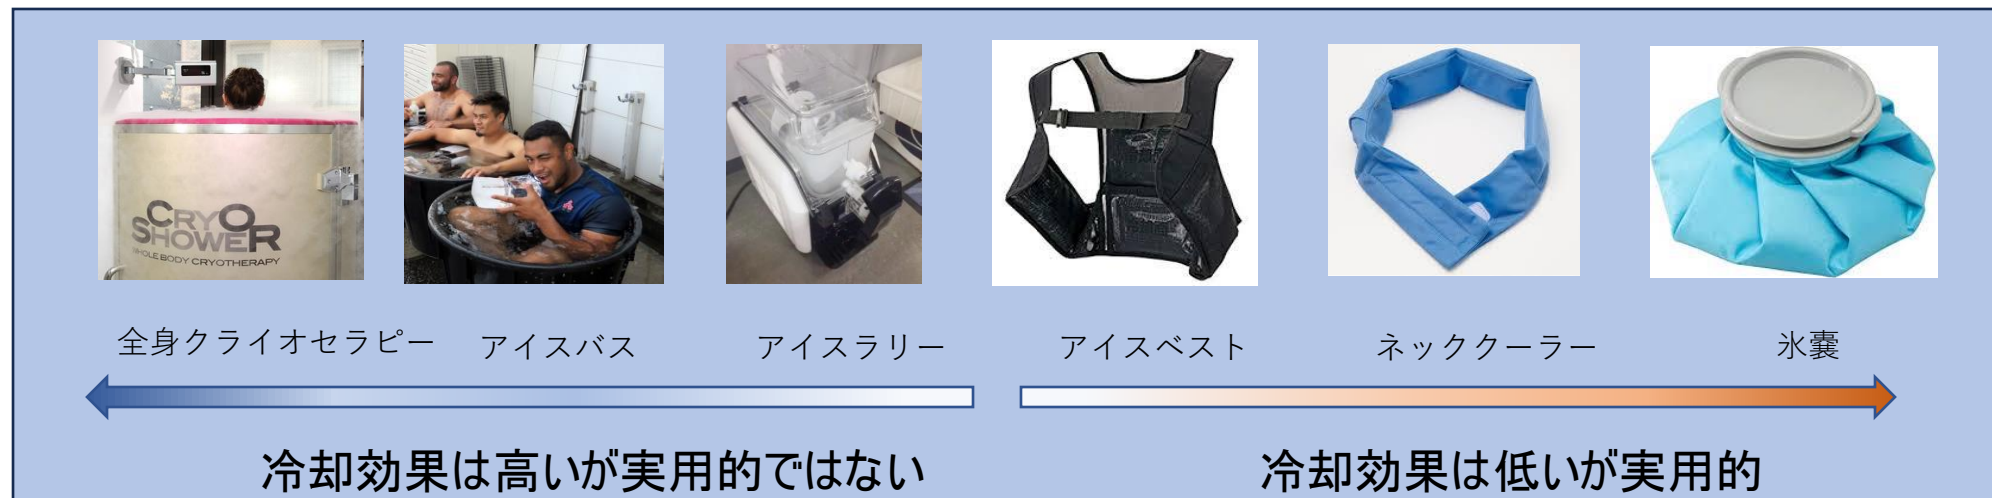 CRYO
SHOWER
WHOLE BODY CRYOTHERAPY
全身クライオセラピー
アイスバス
アイスラリー
アイスベスト
ネッククーラー
氷嚢
冷却効果は高いが実用的ではない
冷却効果は低いが実用的